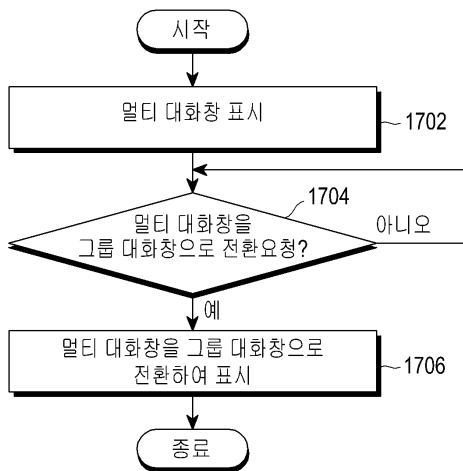 시작
멀티 대화창 표시
1702
1704
멀티 대화창을
그룹 대화창으로 전환요청?
아니오
예
멀티 대화창을 그룹 대화창으로
전환하여 표시
1706
종료